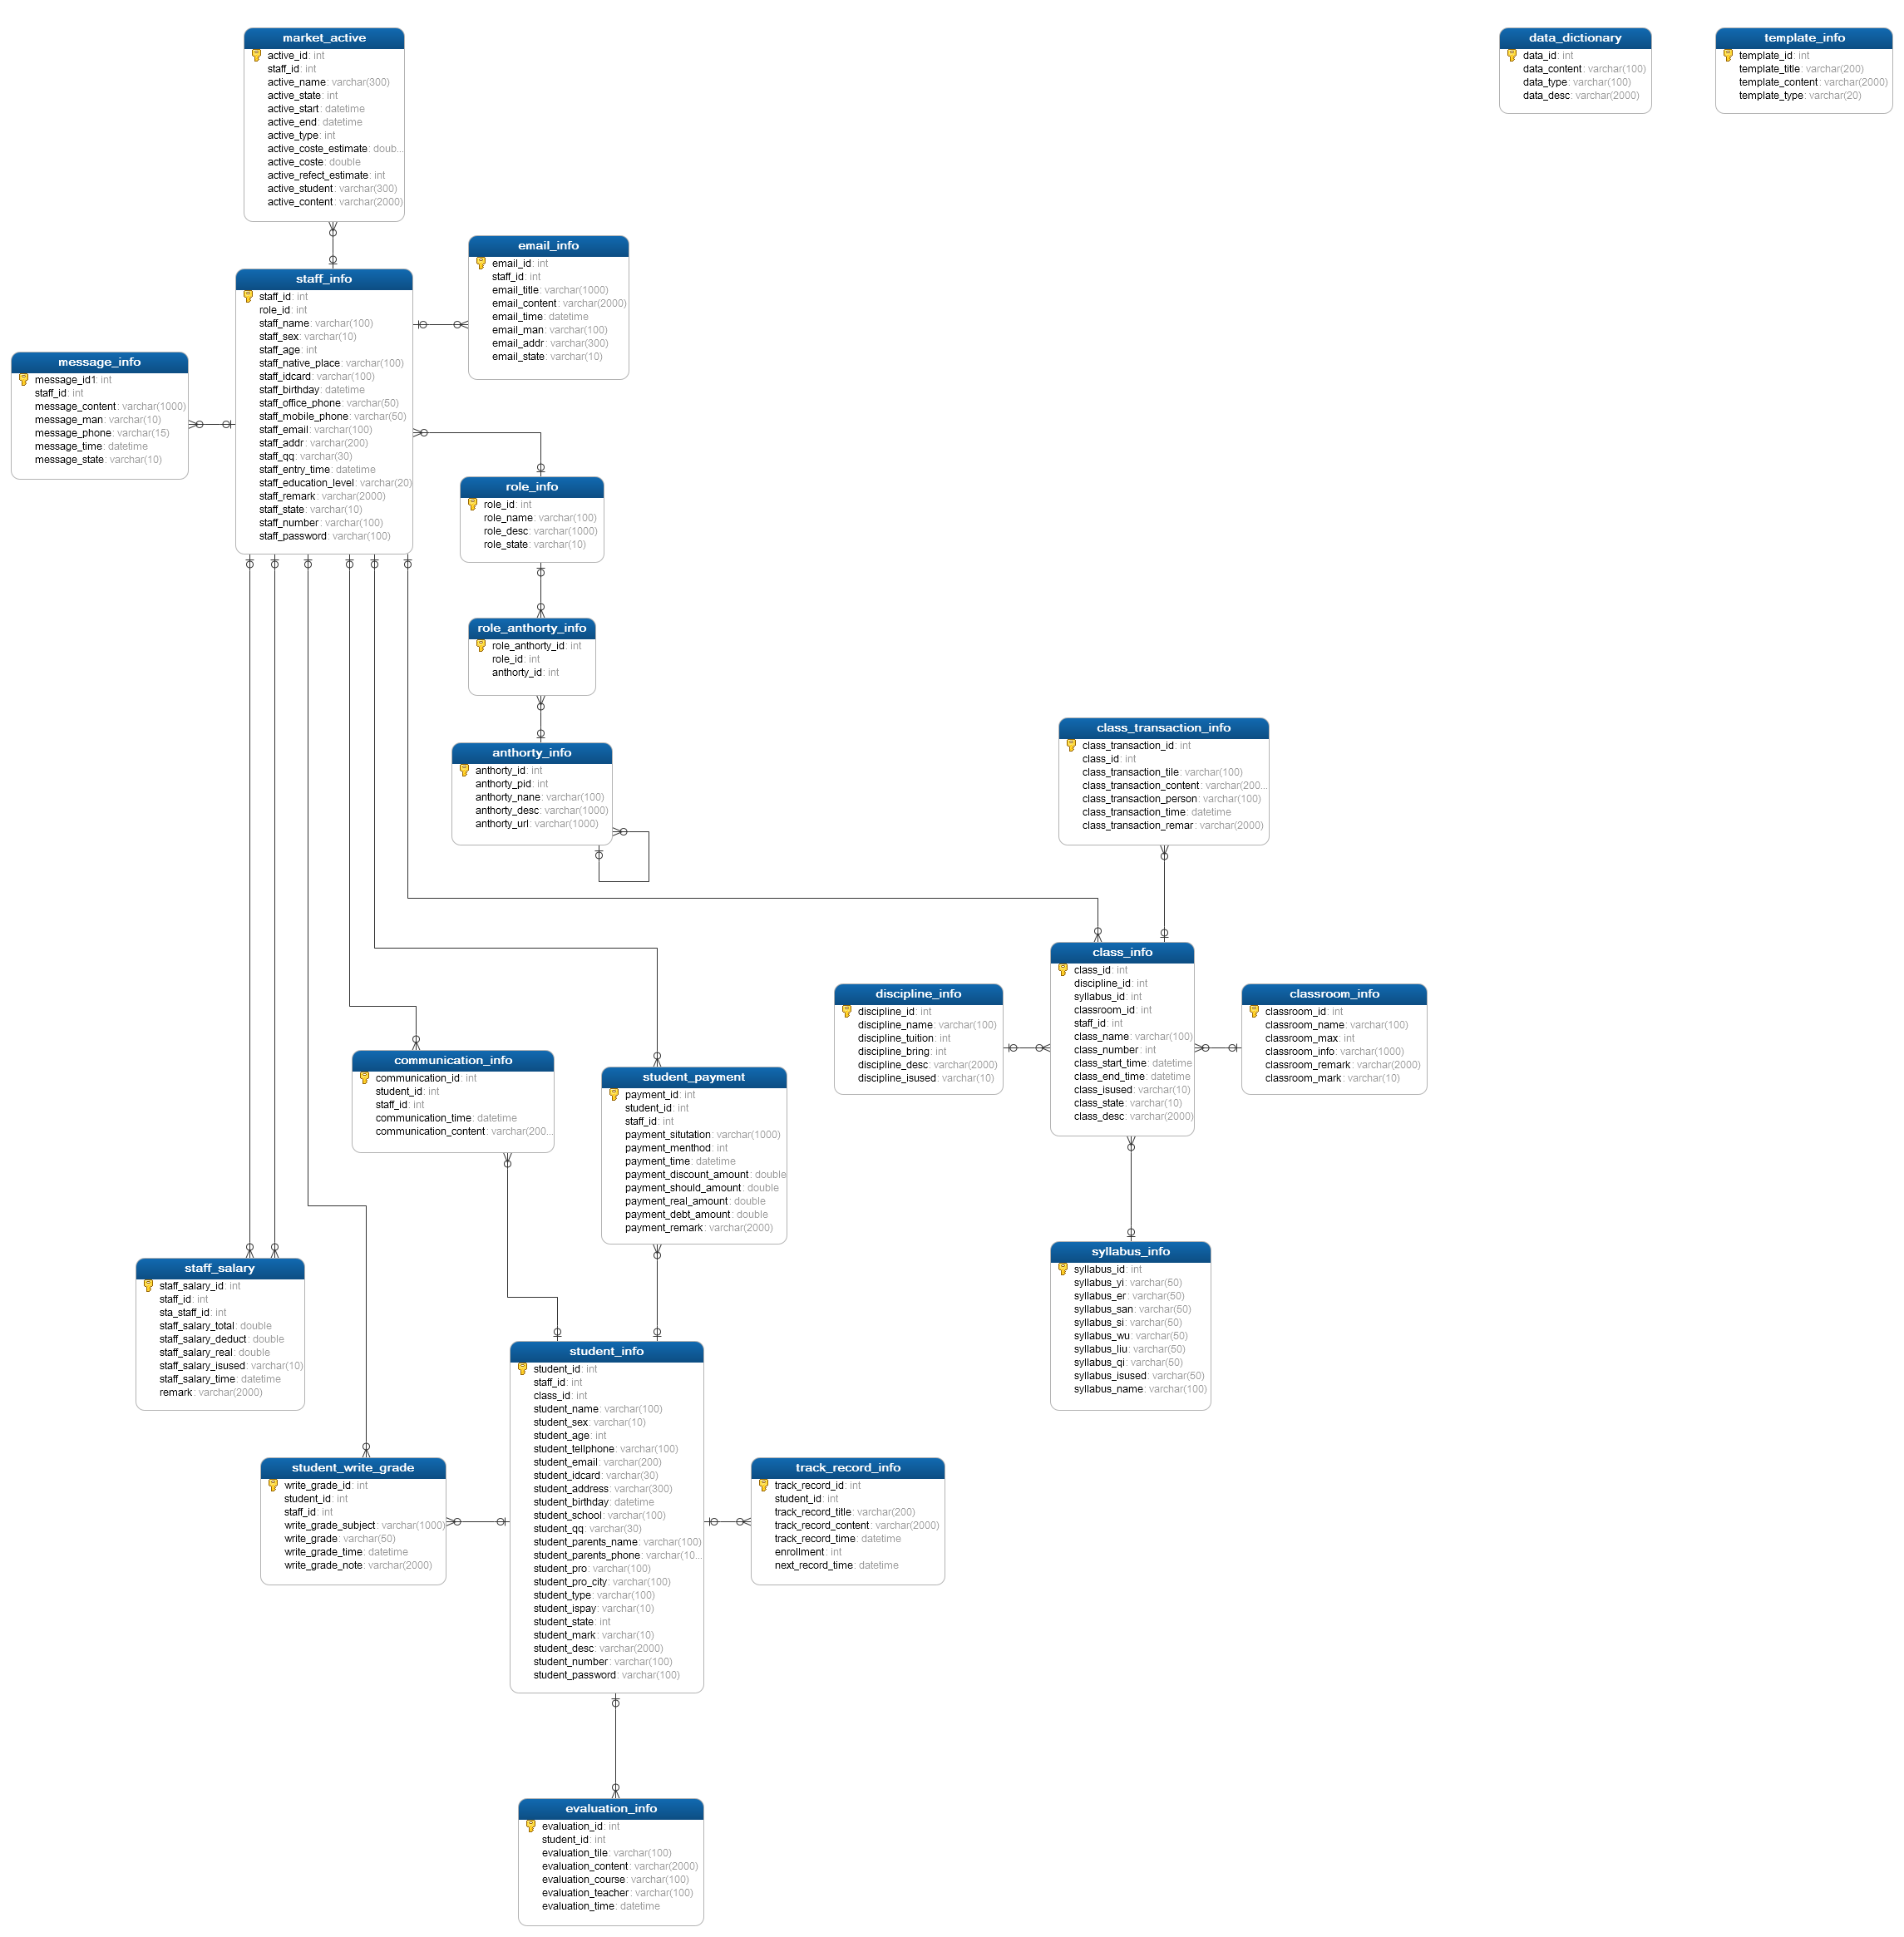 market_active
active_id: int
staff_id: int
active_name: varchar(300)
active_state: int
active_start: datetime
active_end: datetime
active_type: int
active_coste_estimate: doub...
active_coste: double
active_refect_estimate: int
active_student: varchar(300)
active_content: varchar(2000)
data_dictionary
data_id: int
data_content: varchar(100)
data_type: varchar(100)
data_desc: varchar(2000)
template_info
template_id: int
template_title: varchar(200)
template_content: varchar(2000)
template_type: varchar(20)
email_info
email_id: int
staff_id: int
email_title: varchar(1000)
email_content: varchar(2000)
email_time: datetime
email_man: varchar(100)
email_addr: varchar(300)
email_state: varchar(10)
staff_info
staff_id: int
role_id: int
staff_name: varchar(100)
staff_sex: varchar(10)
staff_age: int
staff_native_place: varchar(100)
staff_idcard: varchar(100)
staff_birthday: datetime
staff_office_phone: varchar(50)
staff_mobile_phone: varchar(50)
staff_email: varchar(100)
staff_addr: varchar(200)
staff_qq: varchar(30)
staff_entry_time: datetime
staff_education_level: varchar(20)
staff_remark: varchar(2000)
staff_state: varchar(10)
staff_number: varchar(100)
staff_password: varchar(100)
message_info
message_id1: int
staff_id: int
message_content: varchar(1000)
message_man: varchar(10)
message_phone: varchar(15)
message_time: datetime
message_state: varchar(10)
role_info
role_id: int
role_name: varchar(100)
role_desc: varchar(1000)
role_state: varchar(10)
role_anthorty_info
role_anthorty_id: int
role_id: int
anthorty_id: int
anthorty_info
anthorty_id: int
anthorty_pid: int
anthorty_nane: varchar(100)
anthorty_desc: varchar(1000)
anthorty_url: varchar(1000)
class_transaction_info
class_transaction_id: int
class_id: int
class_transaction_tile: varchar(100)
class_transaction_content: varchar(200...
class_transaction_person: varchar(100)
class_transaction_time: datetime
class_transaction_remar: varchar(2000)
class_info
class_id: int
discipline_id: int
syllabus_id: int
classroom_id: int
staff_id: int
class_name: varchar(100)
class_number: int
class_start_time: datetime
class_end_time: datetime
class_isused: varchar(10)
class_state: varchar(10)
class_desc: varchar(2000)
discipline_info
discipline_id: int
discipline_name: varchar(100)
discipline_tuition: int
discipline_bring: int
discipline_desc: varchar(2000)
discipline_isused: varchar(10)
classroom_info
classroom_id: int
classroom_name: varchar(100)
classroom_max: int
classroom_info: varchar(1000)
classroom_remark: varchar(2000)
classroom_mark: varchar(10)
communication_info
communication_id: int
student_id: int
staff_id: int
communication_time: datetime
communication_content: varchar(200...
student_payment
payment_id: int
student_id: int
staff_id: int
payment_situtation: varchar(1000)
payment_menthod: int
payment_time: datetime
payment_discount_amount: double
payment_should_amount: double
payment_real_amount: double
payment_debt_amount: double
payment_remark: varchar(2000)
syllabus_info
syllabus_id: int
syllabus_yi: varchar(50)
syllabus_er: varchar(50)
syllabus_san: varchar(50)
syllabus_si: varchar(50)
syllabus_wu: varchar(50)
syllabus_liu: varchar(50)
syllabus_qi: varchar(50)
syllabus_isused: varchar(50)
syllabus_name: varchar(100)
staff_salary
staff_salary_id: int
staff_id: int
sta_staff_id: int
staff_salary_total: double
staff_salary_deduct: double
staff_salary_real: double
staff_salary_isused: varchar(10)
staff_salary_time: datetime
remark: varchar(2000)
student_info
student_id: int
staff_id: int
class_id: int
student_name: varchar(100)
student_sex: varchar(10)
student_age: int
student_tellphone: varchar(100)
student_email: varchar(200)
student_idcard: varchar(30)
student_address: varchar(300)
student_birthday: datetime
student_school: varchar(100)
student_qq: varchar(30)
student_parents_name: varchar(100)
student_parents_phone: varchar(10...
student_pro: varchar(100)
student_pro_city: varchar(100)
student_type: varchar(100)
student_ispay: varchar(10)
student_state: int
student_mark: varchar(10)
student_desc: varchar(2000)
student_number: varchar(100)
student_password: varchar(100)
student_write_grade
write_grade_id: int
student_id: int
staff_id: int
write_grade_subject: varchar(1000)
write_grade: varchar(50)
write_grade_time: datetime
write_grade_note: varchar(2000)
track_record_info
track_record_id: int
student_id: int
track_record_title: varchar(200)
track_record_content: varchar(2000)
track_record_time: datetime
enrollment: int
next_record_time: datetime
evaluation_info
evaluation_id: int
student_id: int
evaluation_tile: varchar(100)
evaluation_content: varchar(2000)
evaluation_course: varchar(100)
evaluation_teacher: varchar(100)
evaluation_time: datetime